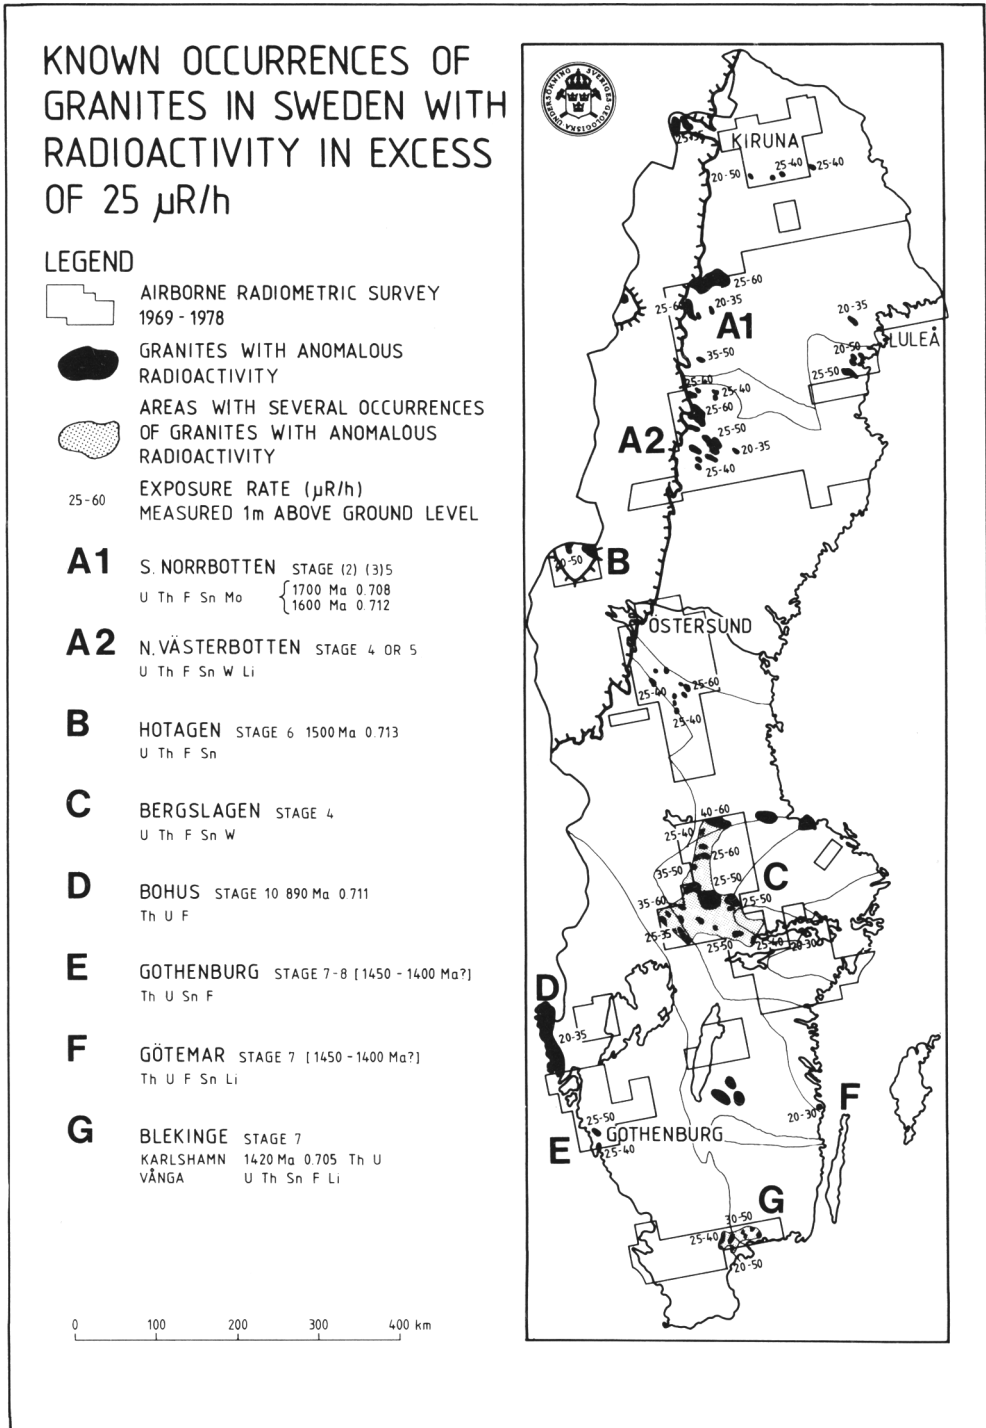 KNOWN OCCURRENCES OF
GRANITES IN SWEDEN WITH
RADIOACTIVITY IN EXCESS
OF 25 µR/h
LEGEND
AIRBORNE RADIOMETRIC SURVEY
1969 - 1978
GRANITES WITH ANOMALOUS
RADIOACTIVITY
AREAS WITH SEVERAL OCCURRENCES
OF GRANITES WITH ANOMALOUS
RADIOACTIVITY
25-60
EXPOSURE RATE (µR/h)
MEASURED 1m ABOVE GROUND LEVEL
A1
S. NORRBOTTEN STAGE (2) (3)5
U Th F Sn Mo
1700 Ma 0.708
1600 Ma 0.712
A2
N. VÄSTERBOTTEN STAGE 4 OR 5
U Th F Sn W Li
B
HOTAGEN STAGE 6 1500 Ma 0.713
U Th F Sn
C
BERGSLAGEN STAGE 4
U Th F Sn W
D
BOHUS STAGE 10 890 Ma 0.711
Th U F
E
GOTHENBURG STAGE 7-8 [1450 - 1400 Ma?]
Th U Sn F
F
GÖTEMAR STAGE 7 [1450 - 1400 Ma?]
Th U F Sn Li
G
BLEKINGE STAGE 7
KARLSHAMN 1420 Ma 0.705 Th U
VÅNGA U Th Sn F Li
0 100 200 300 400 km
SVERIGES GEOLOGISKA UNDERSÖKNING
KIRUNA
20-50
25-40
25-40
25-60
25-60
20-35
A1
20-35
LULEÅ
20-50
25-50
35-50
25-40
25-40
25-60
25-50
A2
20-35
25-40
B
ÖSTERSUND
25-60
25-40
25-40
40-60
25-40
25-60
35-50
25-50
C
35-60
25-50
25-35
25-50
25-40
20-30
D
20-35
F
20-30
25-50
GOTHENBURG
E
25-40
G
30-50
25-40
20-50